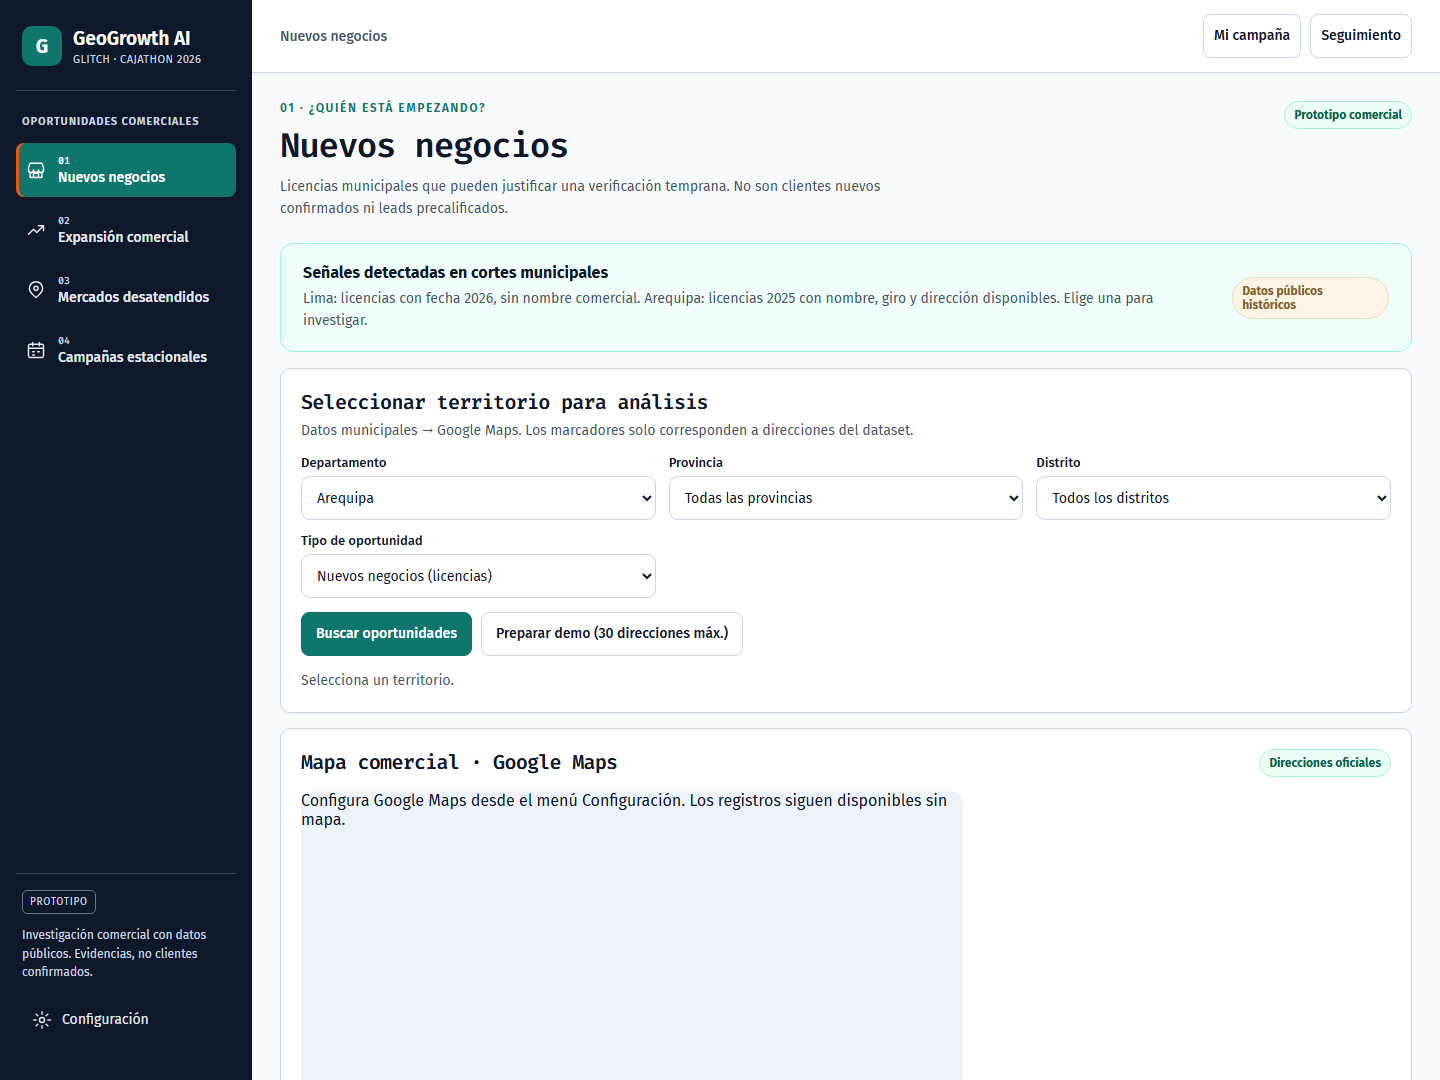 G
GeoGrowth AI
GLITCH · CAJATHON 2026
OPORTUNIDADES COMERCIALES
01
Nuevos negocios
02
Expansión comercial
03
Mercados desatendidos
04
Campañas estacionales
PROTOTIPO
Investigación comercial con datos
públicos. Evidencias, no clientes
confirmados.
Configuración
Nuevos negocios
Mi campaña
Seguimiento
01 · ¿QUIÉN ESTÁ EMPEZANDO?
Prototipo comercial
Nuevos negocios
Licencias municipales que pueden justificar una verificación temprana. No son clientes nuevos
confirmados ni leads precalificados.
Señales detectadas en cortes municipales
Lima: licencias con fecha 2026, sin nombre comercial. Arequipa: licencias 2025 con nombre, giro y dirección disponibles. Elige una para
investigar.
Datos públicos
históricos
Seleccionar territorio para análisis
Datos municipales → Google Maps. Los marcadores solo corresponden a direcciones del dataset.
Departamento
Provincia
Distrito
Arequipa
Todas las provincias
Todos los distritos
Tipo de oportunidad
Nuevos negocios (licencias)
Buscar oportunidades
Preparar demo (30 direcciones máx.)
Selecciona un territorio.
Mapa comercial · Google Maps
Direcciones oficiales
Configura Google Maps desde el menú Configuración. Los registros siguen disponibles sin
mapa.